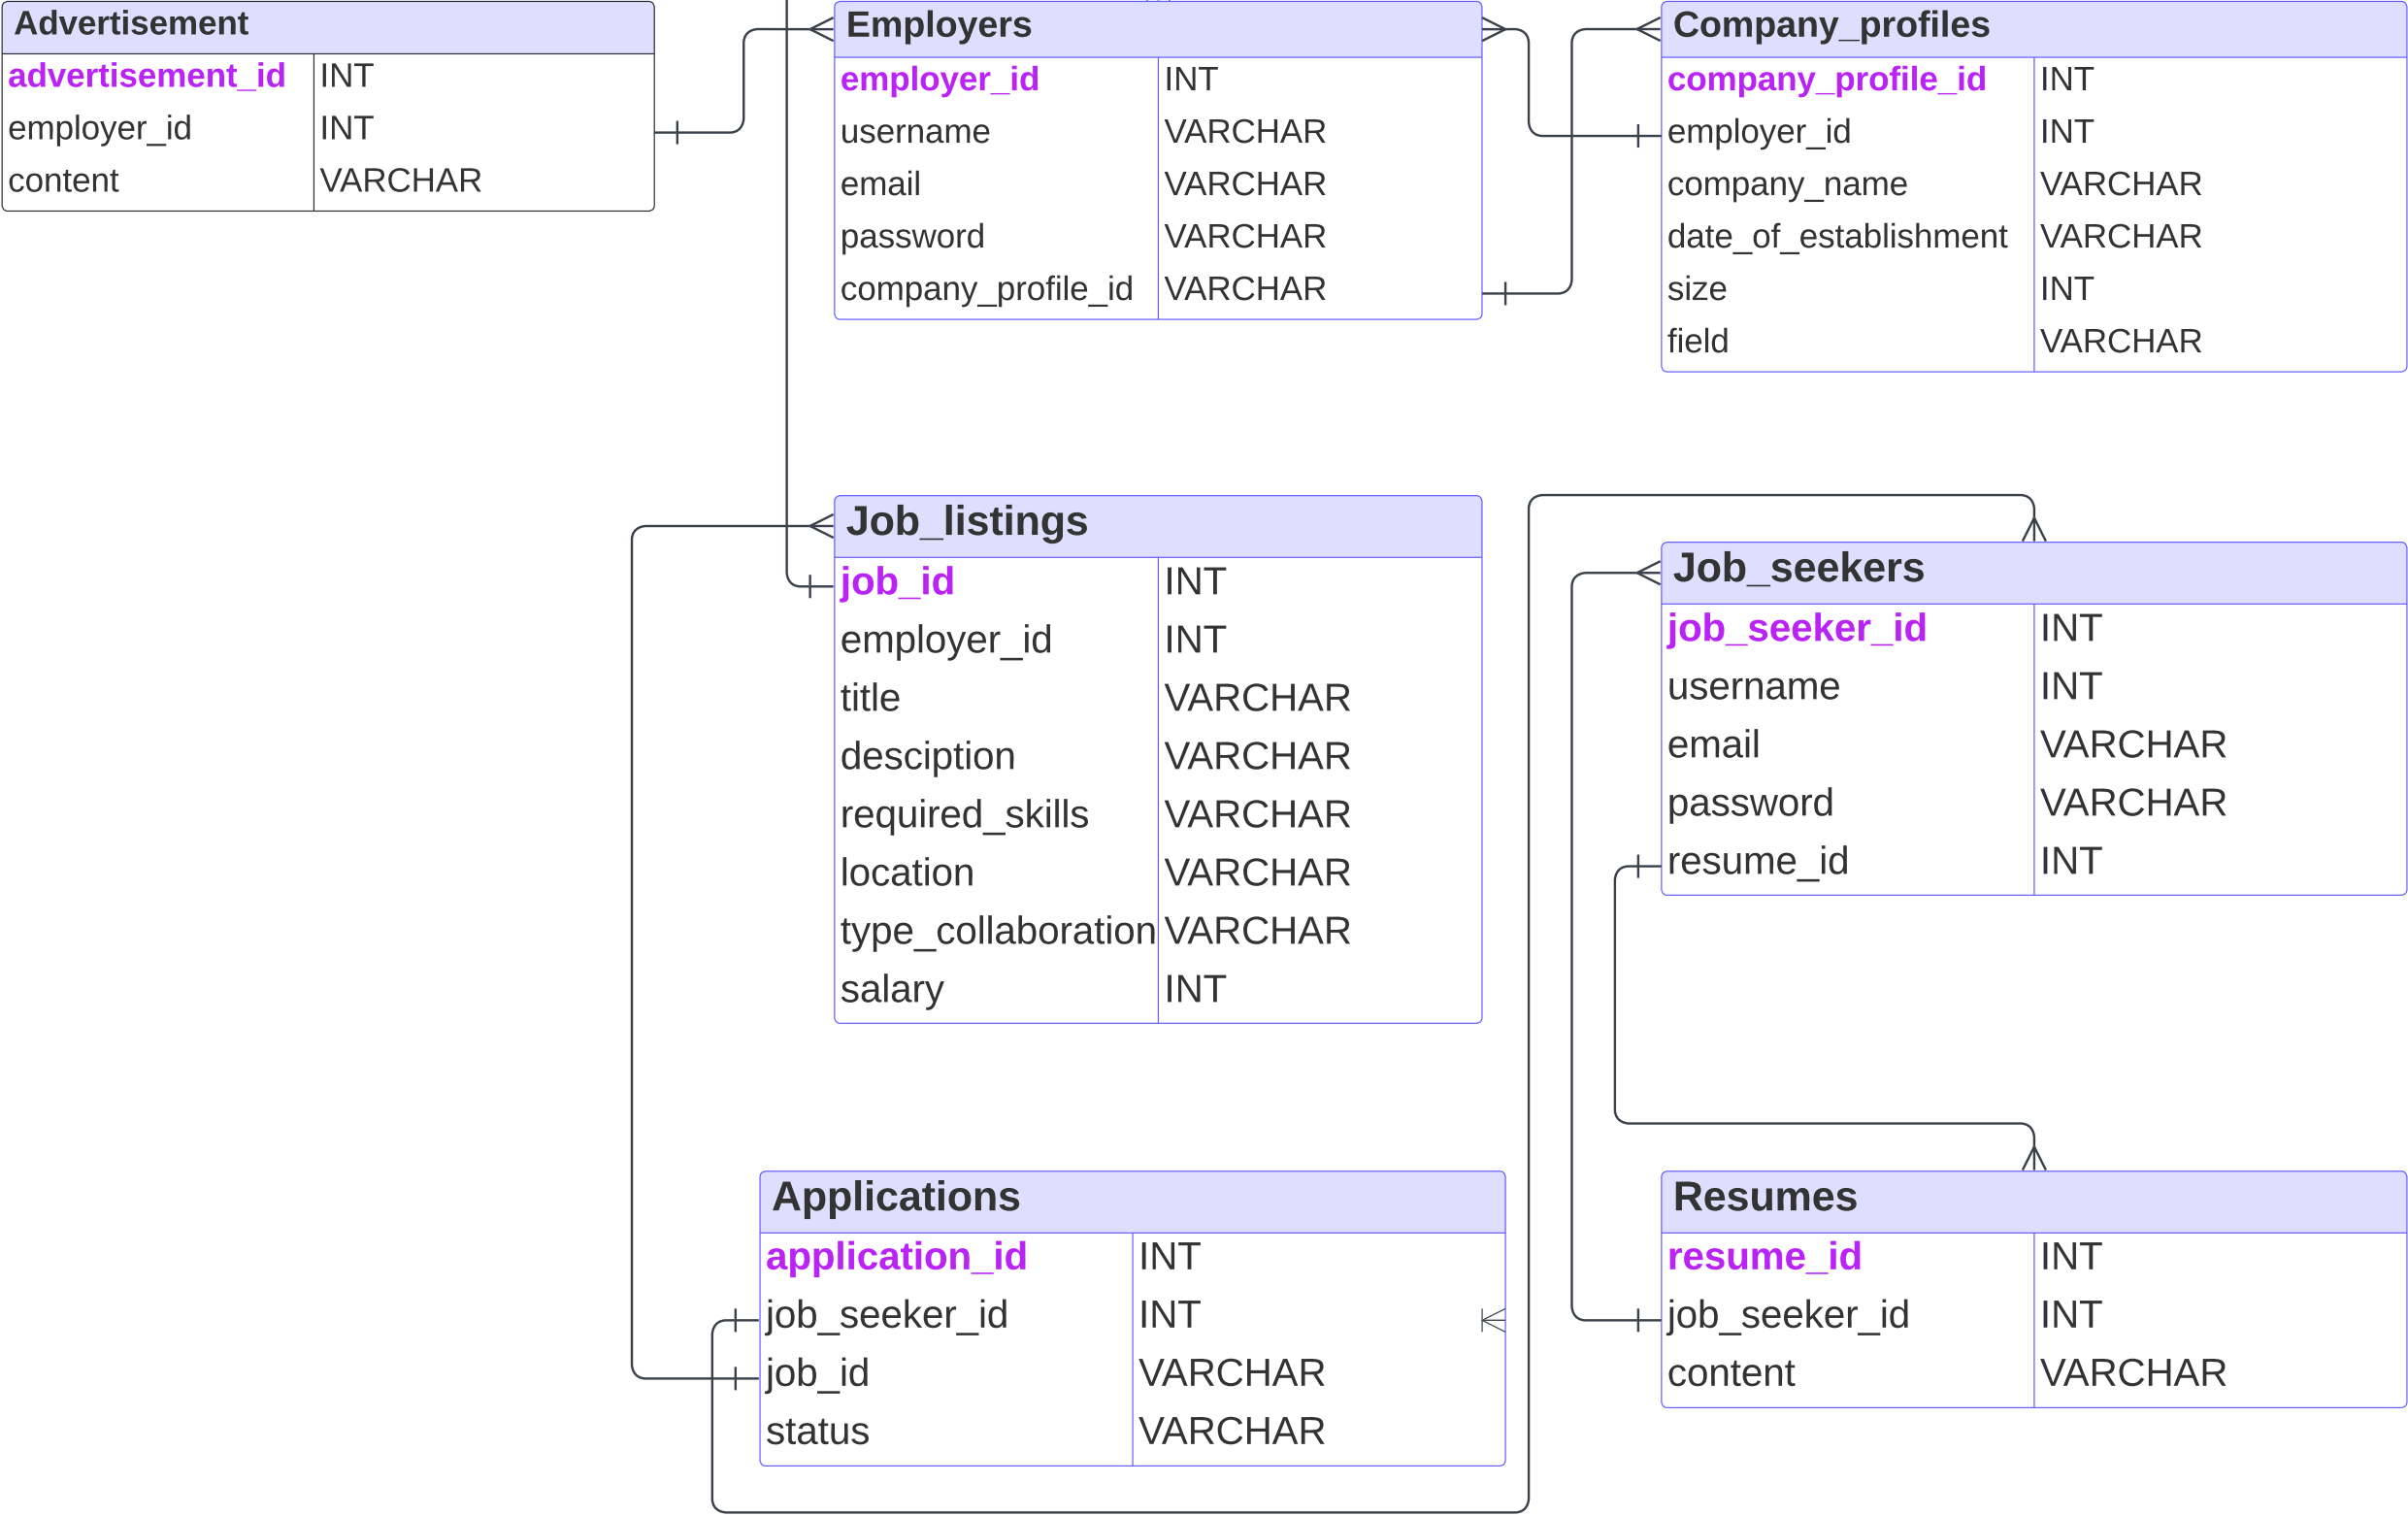 Advertisement
advertisement_id INT
employer_id INT
content VARCHAR
Employers
employer_id INT
username VARCHAR
email VARCHAR
password VARCHAR
company_profile_id VARCHAR
Company_profiles
company_profile_id INT
employer_id INT
company_name VARCHAR
date_of_establishment VARCHAR
size INT
field VARCHAR
Job_listings
job_id INT
employer_id INT
title VARCHAR
desciption VARCHAR
required_skills VARCHAR
location VARCHAR
type_collaboration VARCHAR
salary INT
Job_seekers
job_seeker_id INT
username INT
email VARCHAR
password VARCHAR
resume_id INT
Applications
application_id INT
job_seeker_id INT
job_id VARCHAR
status VARCHAR
Resumes
resume_id INT
job_seeker_id INT
content VARCHAR